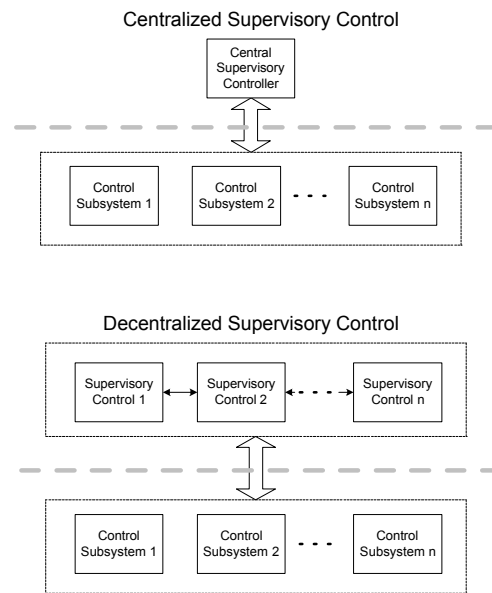 Centralized Supervisory Control
Central
Supervisory
Controller
Control
Subsystem 1
Control
Subsystem 2
- - -
Control
Subsystem n
Decentralized Supervisory Control
Supervisory
Control 1
Supervisory
Control 2
Supervisory
Control n
Control
Subsystem 1
Control
Subsystem 2
- - -
Control
Subsystem n